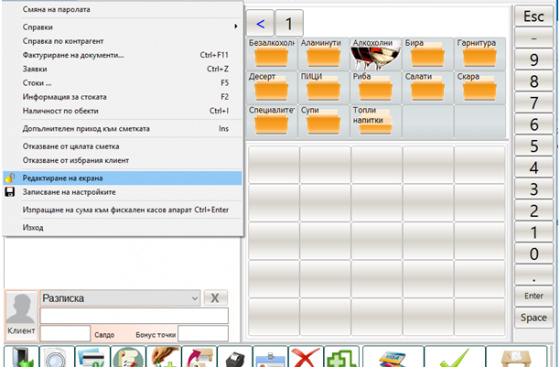 Смяна на паролата
Справки
Справка по контрагент
Фактуриране на документи... Ctrl+F11
Заявки Ctrl+Z
Стоки ... F5
Информация за стоката F2
Наличност по обекти Ctrl+I
Допълнителен приход към сметката Ins
Отказване от цялата сметка
Отказване от избрания клиент
Редактиране на екрана
Записване на настройките
Изпращане на сума към фискален касов апарат Ctrl+Enter
Изход
< 1
Безалкохол Аламинути Алкохолни Бира Гарнитура
Десерт ПИЦИ Риба Салати Скара
Специалитет Супи Топли
напитки
Esc
-
9
8
7
6
5
4
3
2
1
0
.
Enter
Space
Разписка X
Клиент
Салдо Бонус точки